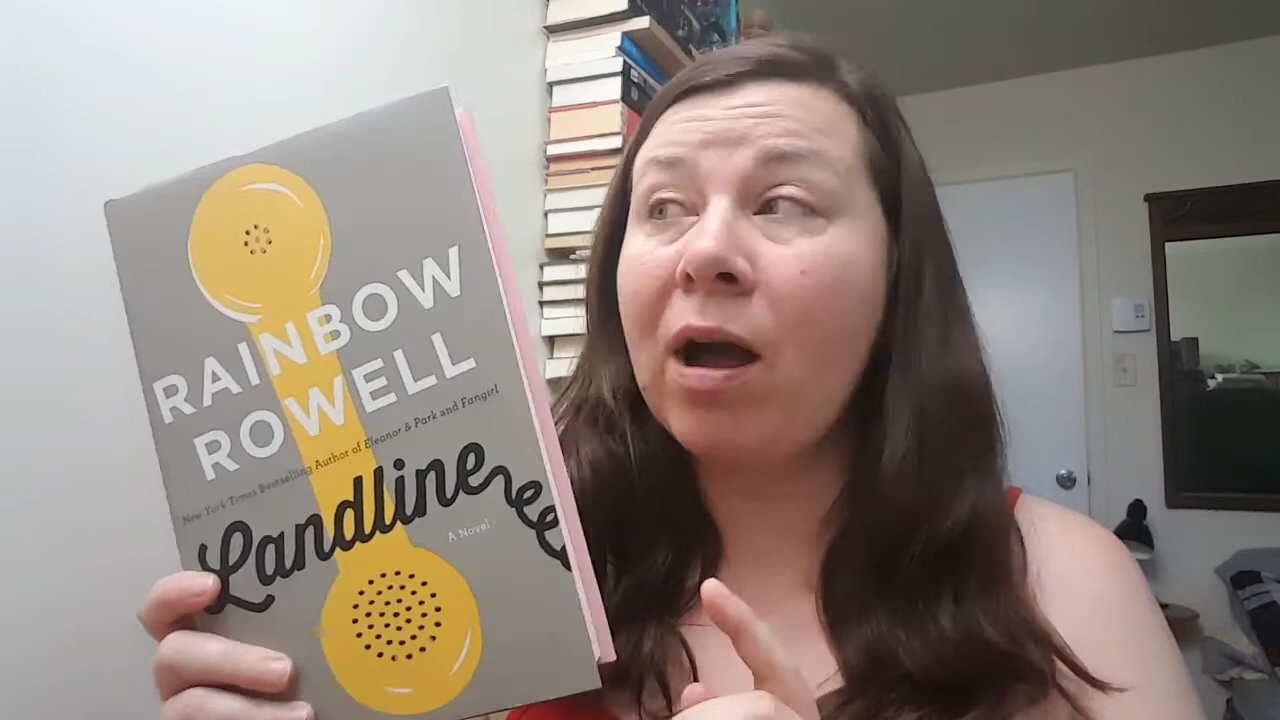 RAINBOW
ROWELL
New York Times Bestselling Author of Eleanor & Park and Fangirl
Landline
A Novel